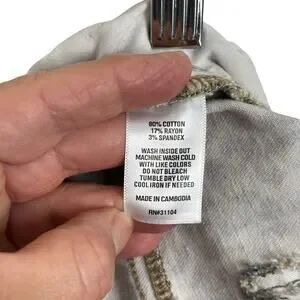 80% COTTON
17% RAYON
3% SPANDEX
WASH INSIDE OUT
MACHINE WASH COLD
WITH LIKE COLORS
DO NOT BLEACH
TUMBLE DRY LOW
COOL IRON IF NEEDED
MADE IN CAMBODIA
RN#31104